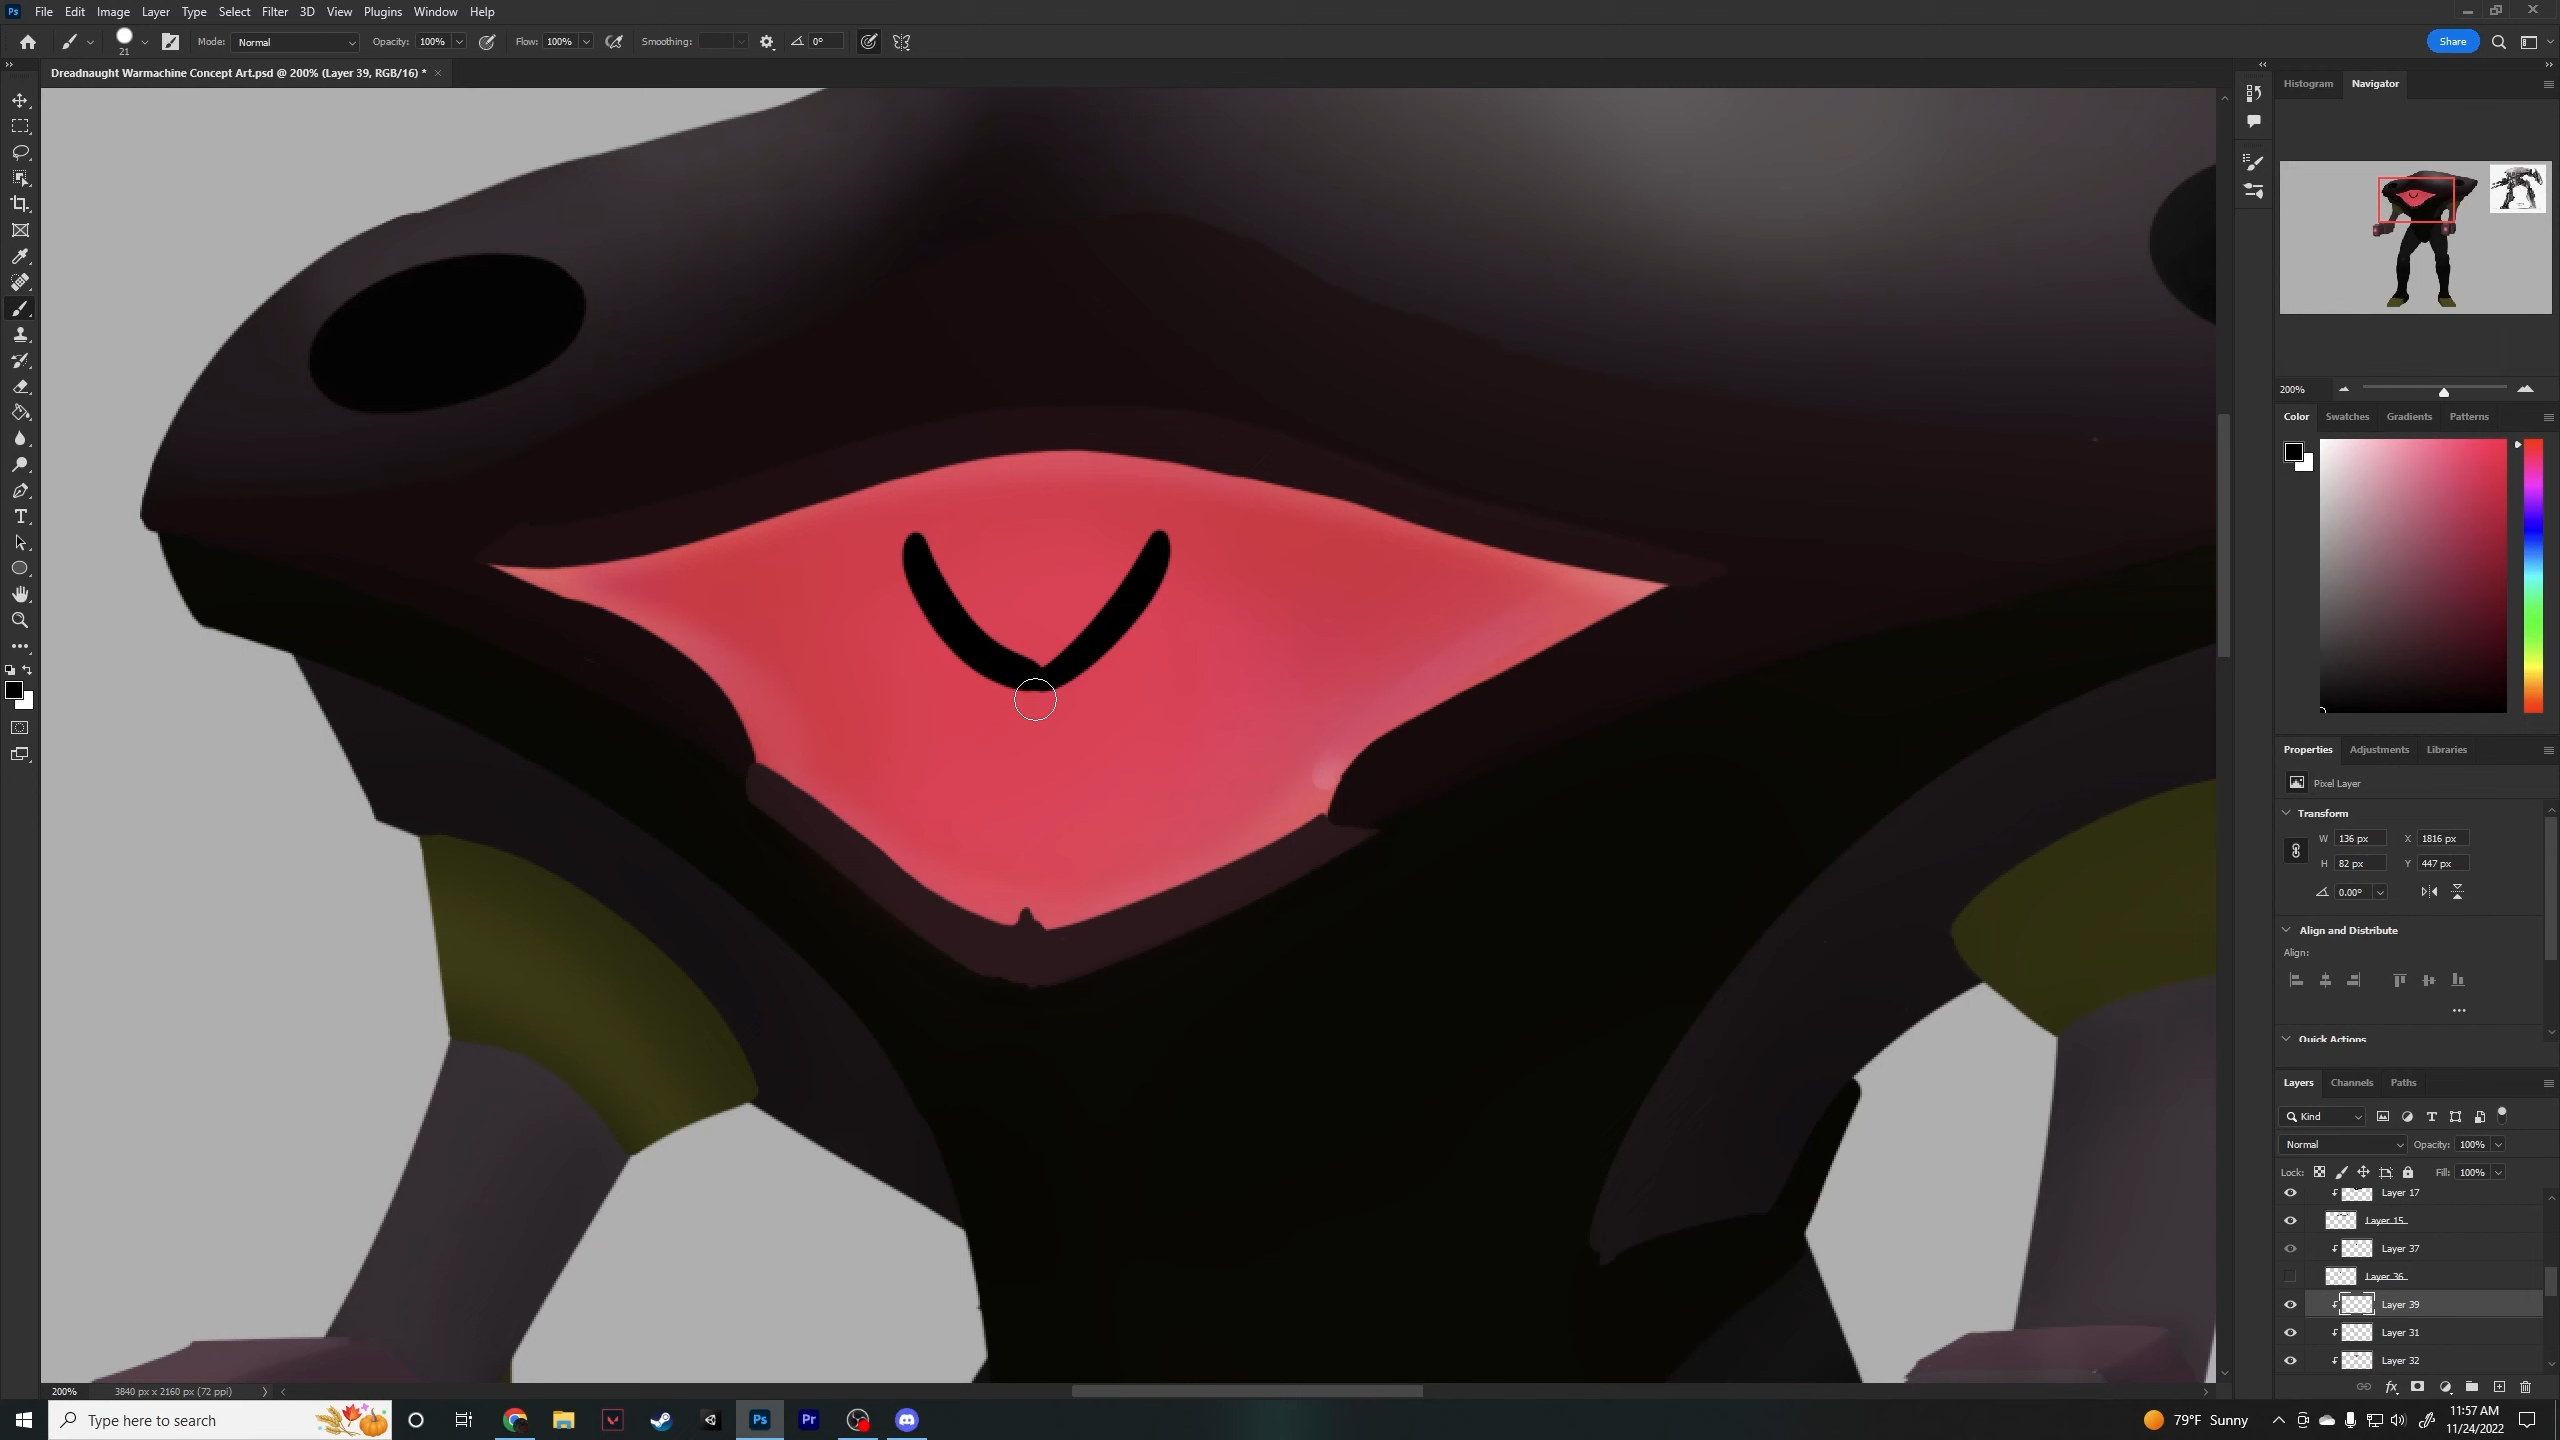 Ps File Edit Image Layer Type Select Filter 3D View Plugins Window Help
21 Mode: Normal Opacity: 100% Flow: 100% Smoothing: 0° Share
Dreadnaught Warmachine Concept Art.psd @ 200% (Layer 39, RGB/16) *
Histogram Navigator
200%
Color Swatches Gradients Patterns
Properties Adjustments Libraries
Pixel Layer
Transform
W 136 px X 1816 px
H 82 px Y 447 px
0.00°
Align and Distribute
Align:
Quick Actions
Layers Channels Paths
Kind
Normal Opacity: 100%
Lock: Fill: 100%
Layer 17
Layer 15
Layer 37
Layer 36
Layer 39
Layer 31
Layer 32
200% 3840 px x 2160 px (72 ppi)
Type here to search Ps Pr 79°F Sunny 11:57 AM
11/24/2022